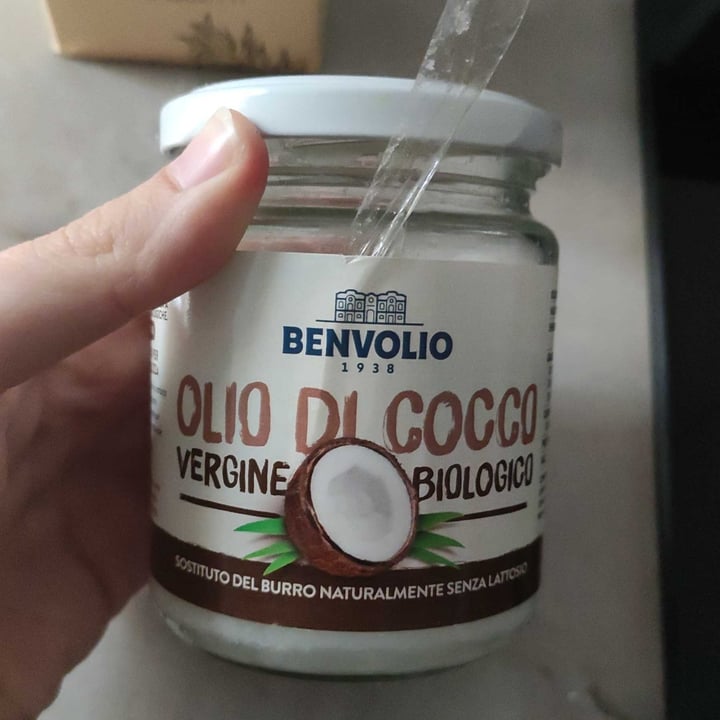 BENVOLIO
1938
OLIO DI COCCO
VERGINE BIOLOGICO
SOSTITUTO DEL BURRO NATURALMENTE SENZA LATTOSIO